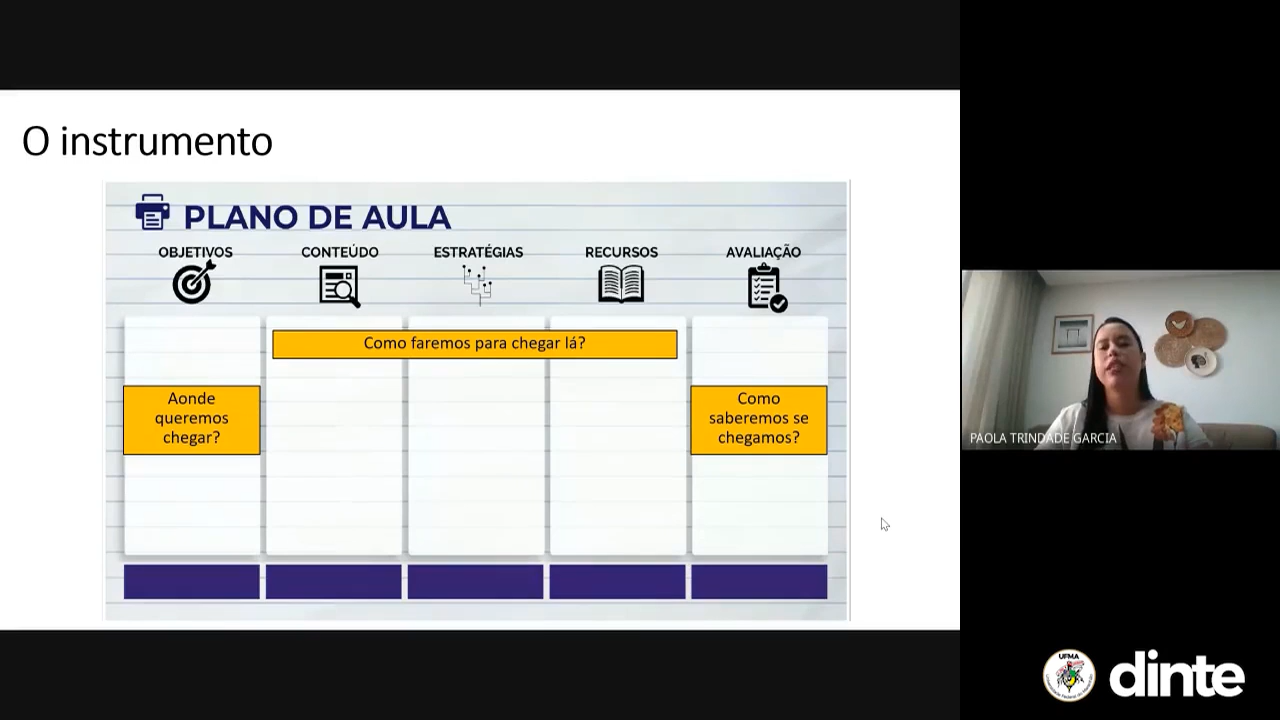 O instrumento
PLANO DE AULA
OBJETIVOS
CONTEÚDO
ESTRATÉGIAS
RECURSOS
AVALIAÇÃO
Como faremos para chegar lá?
Aonde
queremos
chegar?
Como
saberemos se
chegamos?
PAOLA TRINDADE GARCIA
UFMA
dinte